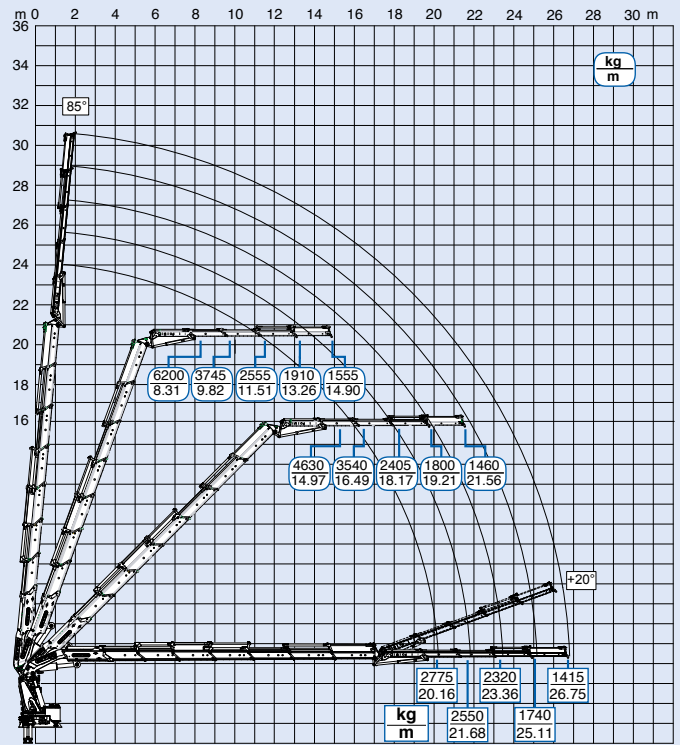 m 0 2 4 6 8 10 12 14 16 18 20 22 24 26 28 30 m
36
34
kg
m
32
85°
30
28
26
24
22
20
18
6200 3745 2555 1910 1555
8.31 9.82 11.51 13.26 14.90
16
4630 3540 2405 1800 1460
14.97 16.49 18.17 19.21 21.56
+20°
2775 2320 1415
20.16 23.36 26.75
kg 2550 1740
m 21.68 25.11